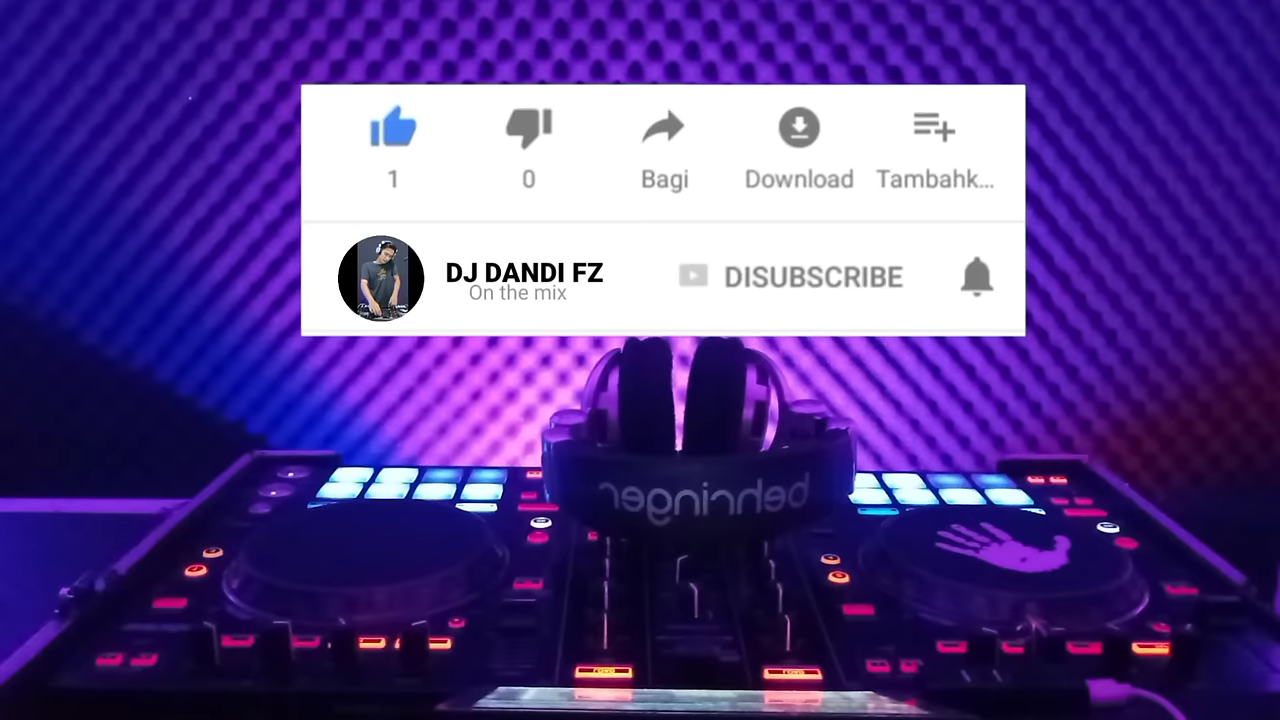 1
0
Bagi
Download
Tambahk...
DJ DANDI FZ
On the mix
DISUBSCRIBE
behringer